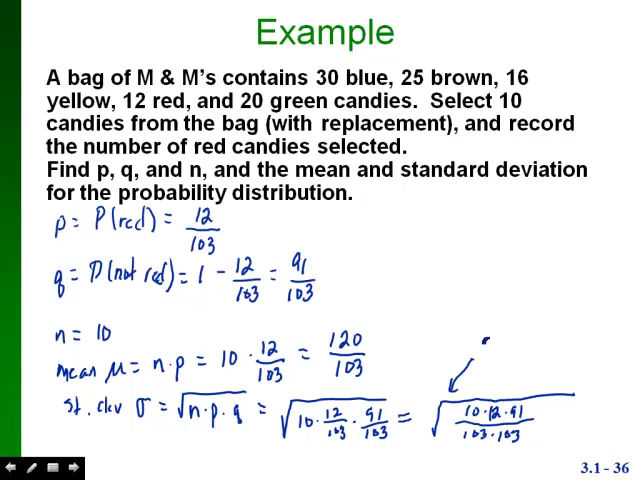 Example
A bag of M & M's contains 30 blue, 25 brown, 16
yellow, 12 red, and 20 green candies. Select 10
candies from the bag (with replacement), and record
the number of red candies selected.
Find p, q, and n, and the mean and standard deviation
for the probability distribution.
p = P(red) = 12/103
q = P(not red) = 1 - 12/103 = 91/103
n = 10
mean μ = n·p = 10 · 12/103 = 120/103
st. dev σ = √n·p·q = √10·12/103·91/103 = √10·12·91/103·103
3.1 - 36